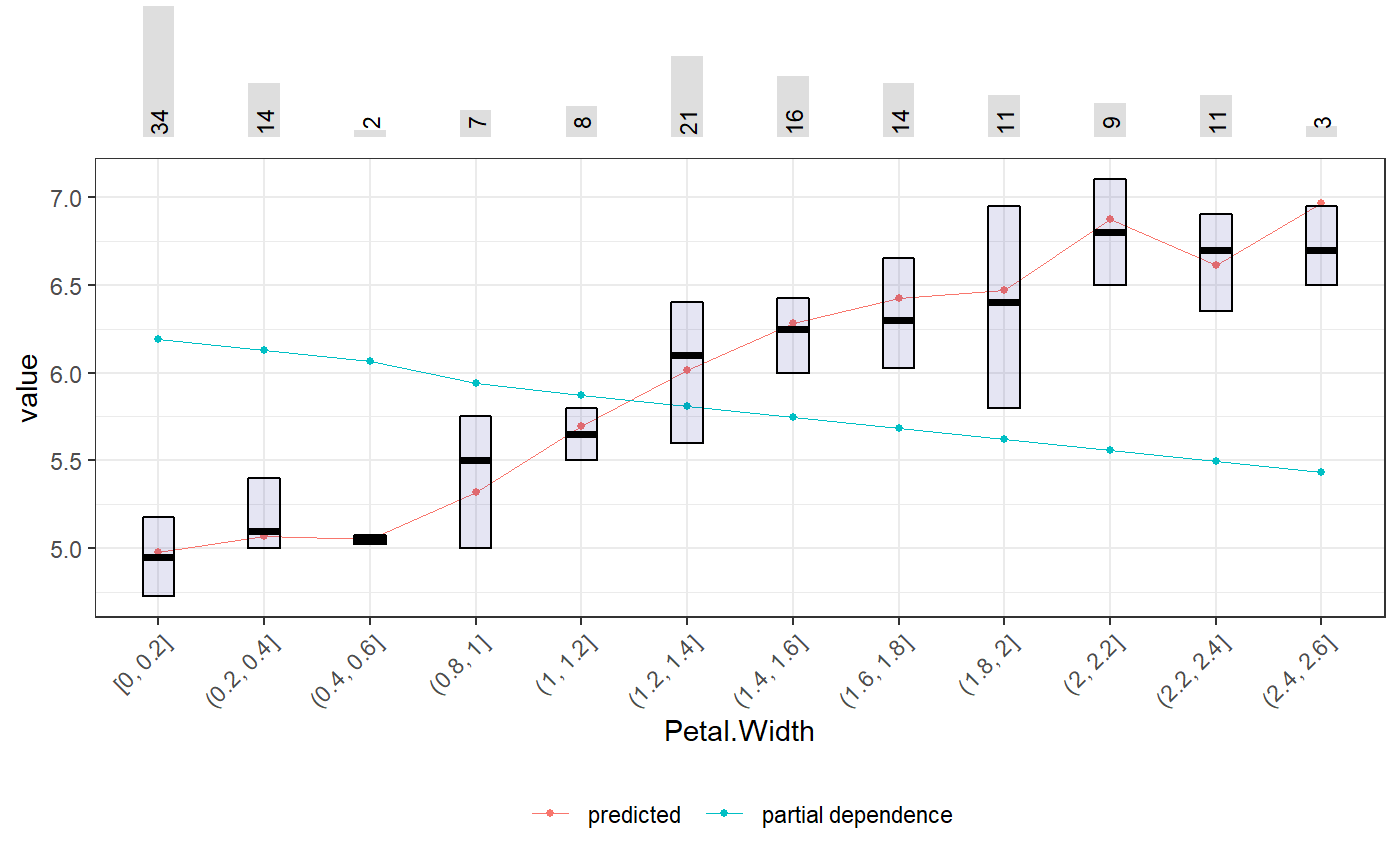 34 14 2 7 8 21 16 14 11 9 11 3
7.0
6.5
6.0
5.5
5.0
value
[0, 0.2] (0.2, 0.4] (0.4, 0.6] (0.8, 1] (1, 1.2] (1.2, 1.4] (1.4, 1.6] (1.6, 1.8] (1.8, 2] (2, 2.2] (2.2, 2.4] (2.4, 2.6]
Petal.Width
predicted partial dependence